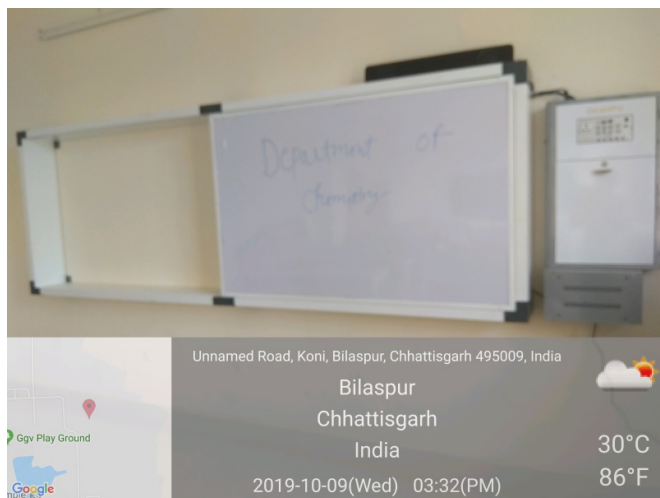 Department of
Chemistry
Unnamed Road, Koni, Bilaspur, Chhattisgarh 495009, India
Bilaspur
Chhattisgarh
India
2019-10-09(Wed) 03:32(PM)
30°C
86°F
Ggv Play Ground
Google